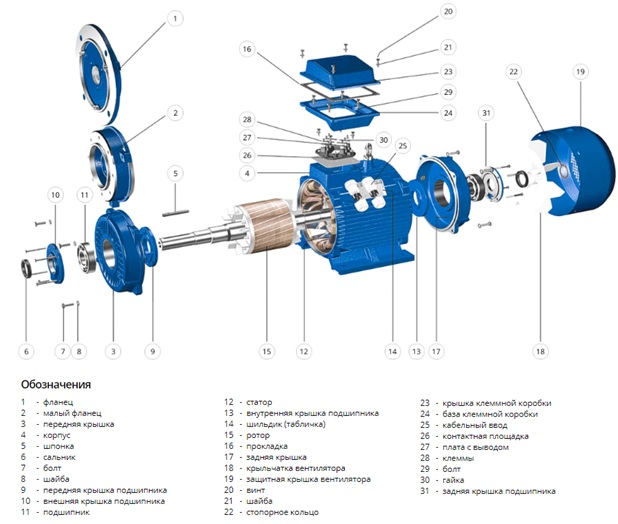 1
20
16
21
23
2
29
22
19
24
28
30
31
27
25
26
10
11
5
4
6
7
8
3
9
15
12
14
13
17
18
Обозначения
1 - фланец
2 - малый фланец
3 - передняя крышка
4 - корпус
5 - шпонка
6 - сальник
7 - болт
8 - шайба
9 - передняя крышка подшипника
10 - внешняя крышка подшипника
11 - подшипник
12 - статор
13 - внутренняя крышка подшипника
14 - шильдик (табличка)
15 - ротор
16 - прокладка
17 - задняя крышка
18 - крыльчатка вентилятора
19 - защитная крышка вентилятора
20 - винт
21 - шайба
22 - стопорное кольцо
23 - крышка клеммной коробки
24 - база клеммной коробки
25 - кабельный ввод
26 - контактная площадка
27 - плата с выводом
28 - клеммы
29 - болт
30 - гайка
31 - задняя крышка подшипника